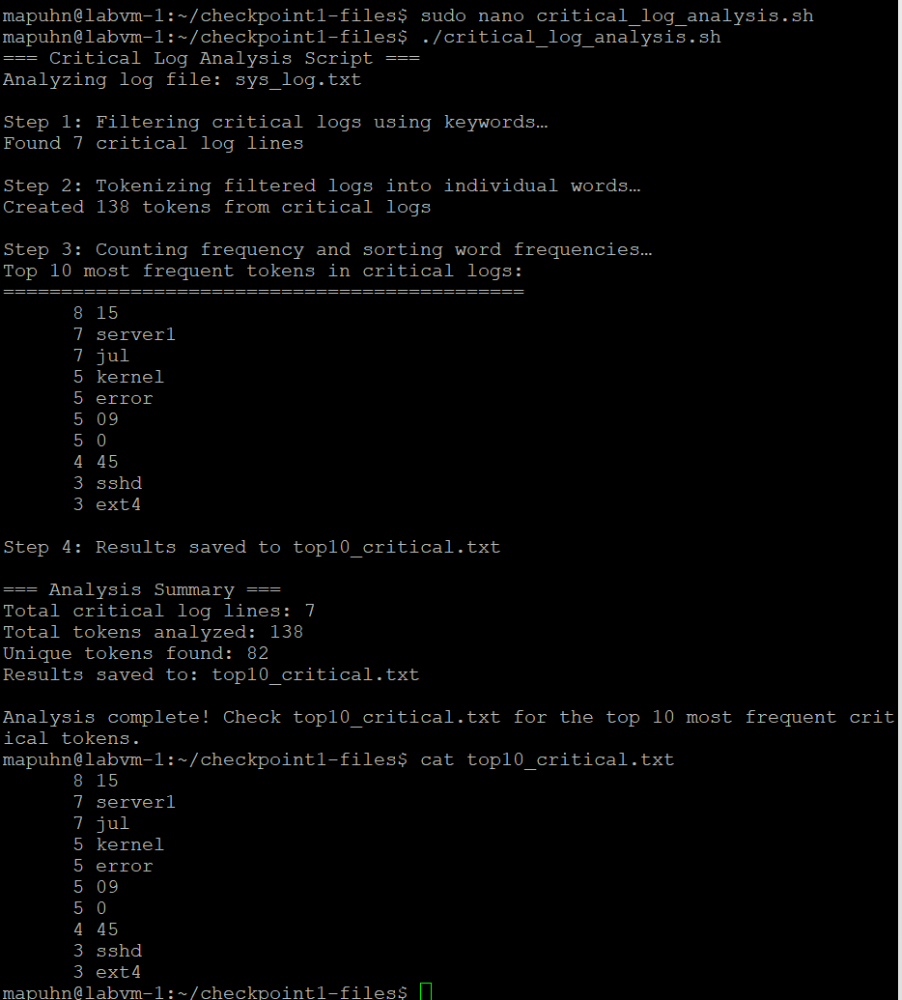 mapuhn@labvm-1:~/checkpoint1-files$ sudo nano critical_log_analysis.sh
mapuhn@labvm-1:~/checkpoint1-files$ ./critical_log_analysis.sh
=== Critical Log Analysis Script ===
Analyzing log file: sys_log.txt

Step 1: Filtering critical logs using keywords…
Found 7 critical log lines

Step 2: Tokenizing filtered logs into individual words…
Created 138 tokens from critical logs

Step 3: Counting frequency and sorting word frequencies…
Top 10 most frequent tokens in critical logs:
=============================================
      8 15
      7 server1
      7 jul
      5 kernel
      5 error
      5 09
      5 0
      4 45
      3 sshd
      3 ext4

Step 4: Results saved to top10_critical.txt

=== Analysis Summary ===
Total critical log lines: 7
Total tokens analyzed: 138
Unique tokens found: 82
Results saved to: top10_critical.txt

Analysis complete! Check top10_critical.txt for the top 10 most frequent crit
ical tokens.
mapuhn@labvm-1:~/checkpoint1-files$ cat top10_critical.txt
      8 15
      7 server1
      7 jul
      5 kernel
      5 error
      5 09
      5 0
      4 45
      3 sshd
      3 ext4
mapuhn@labvm-1:~/checkpoint1-files$